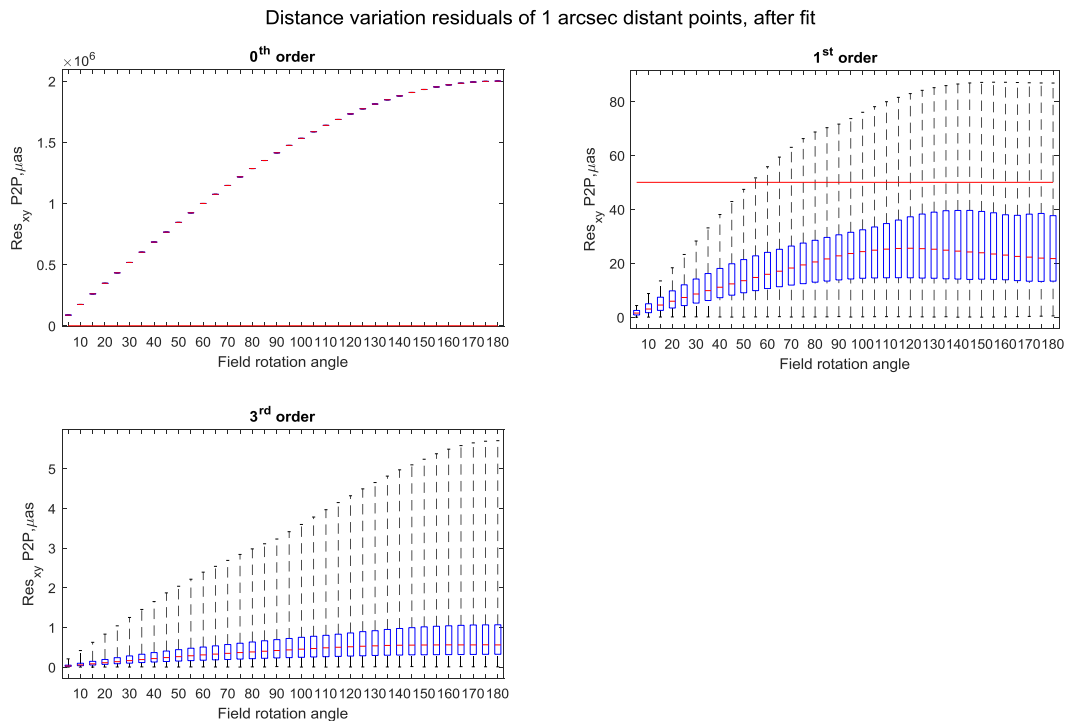 Distance variation residuals of 1 arcsec distant points, after fit
0th order
×10^6
2
1.5
1
0.5
0
Res_xy P2P,μas
10 20 30 40 50 60 70 80 90 100 110 120 130 140 150 160 170 180
Field rotation angle
1st order
80
60
40
20
0
Res_xy P2P,μas
10 20 30 40 50 60 70 80 90 100 110 120 130 140 150 160 170 180
Field rotation angle
3rd order
5
4
3
2
1
0
Res_xy P2P,μas
10 20 30 40 50 60 70 80 90 100 110 120 130 140 150 160 170 180
Field rotation angle